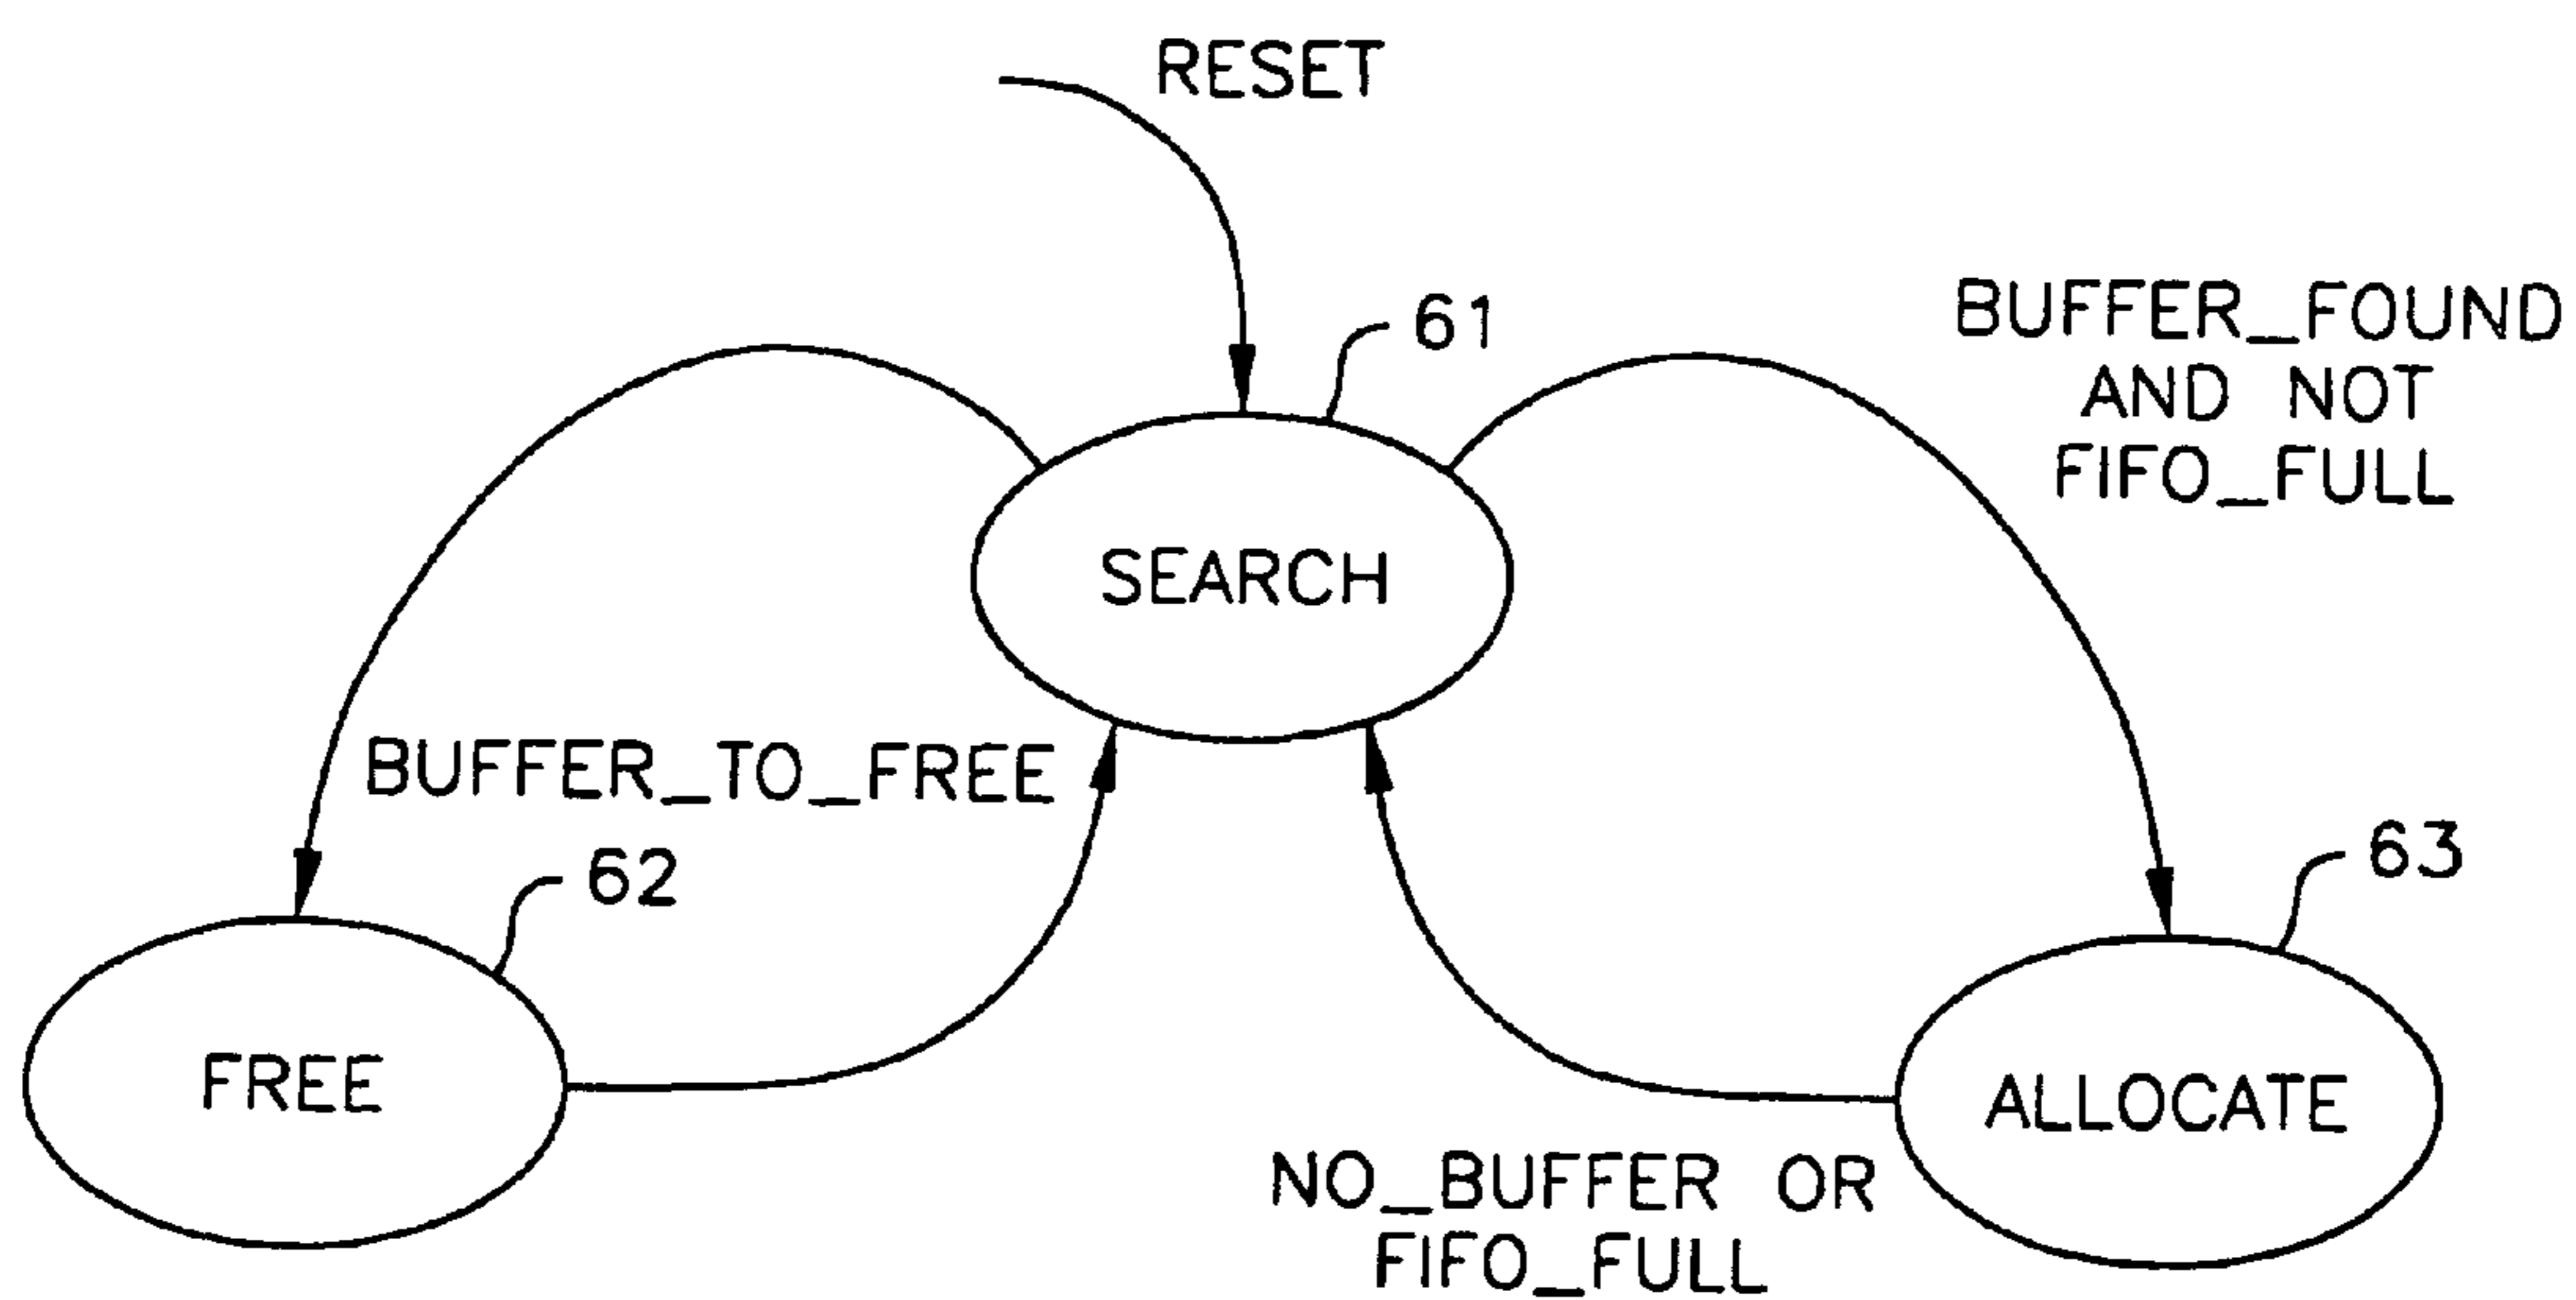 RESET
61
BUFFER_FOUND
AND NOT
FIFO_FULL
SEARCH
BUFFER_TO_FREE
62
63
FREE
ALLOCATE
NO_BUFFER OR
FIFO_FULL